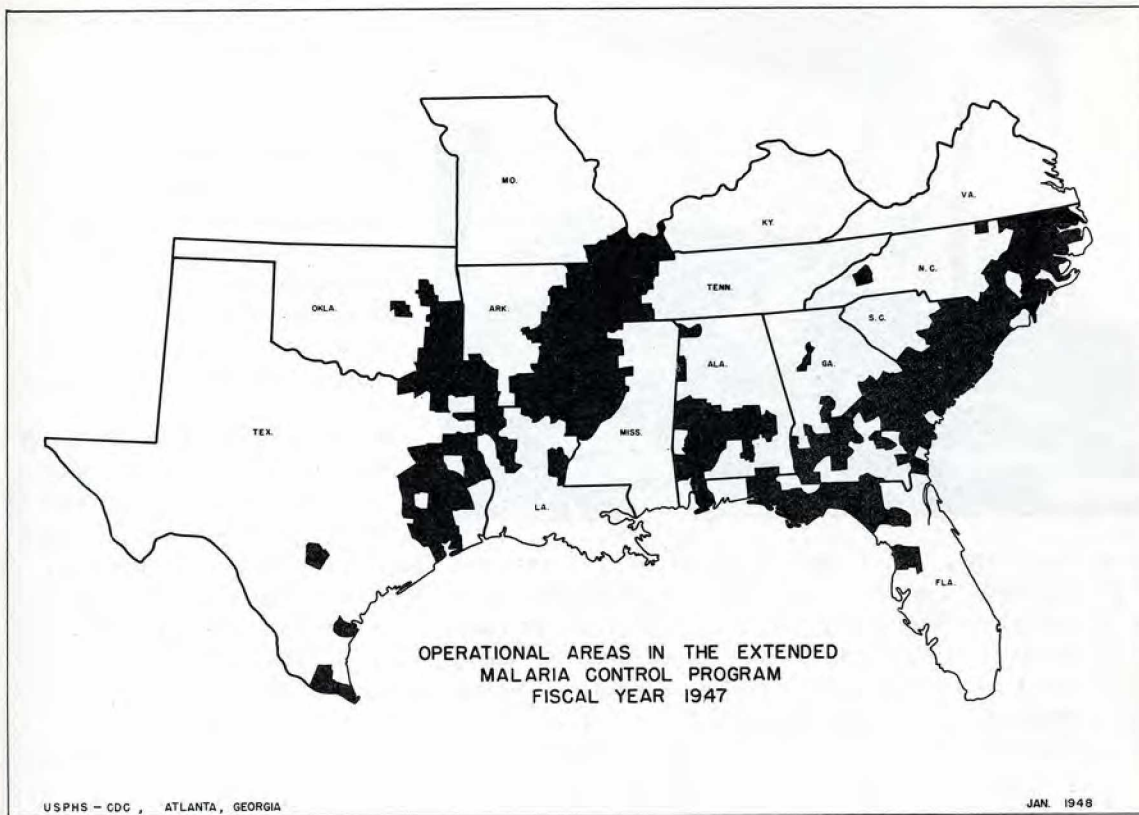 MO.
KY.
VA.
OKLA.
ARK.
TENN.
N.C.
S.C.
TEX.
MISS.
ALA.
GA.
LA.
FLA.
OPERATIONAL AREAS IN THE EXTENDED
MALARIA CONTROL PROGRAM
FISCAL YEAR 1947
USPHS – CDC , ATLANTA, GEORGIA
JAN. 1948